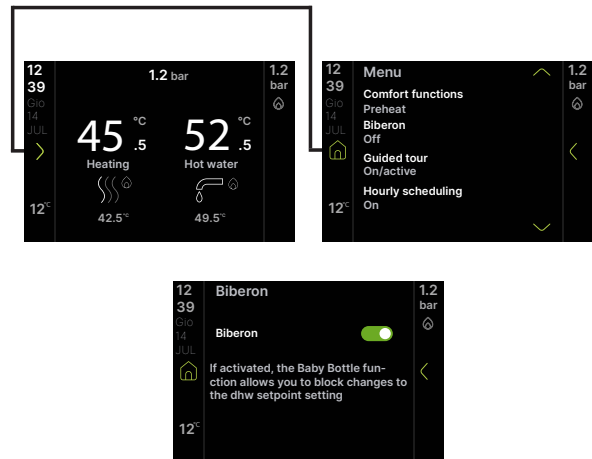 12
39
Gio
14
JUL
12°C
1.2 bar
45.5 °C
52.5 °C
Heating
Hot water
42.5°C
49.5°C
1.2
bar
12
39
Gio
14
JUL
12°C
Menu
Comfort functions
Preheat
Biberon
Off
Guided tour
On/active
Hourly scheduling
On
1.2
bar
12
39
Gio
14
JUL
12°C
Biberon
Biberon
If activated, the Baby Bottle fun-
ction allows you to block changes to
the dhw setpoint setting
1.2
bar